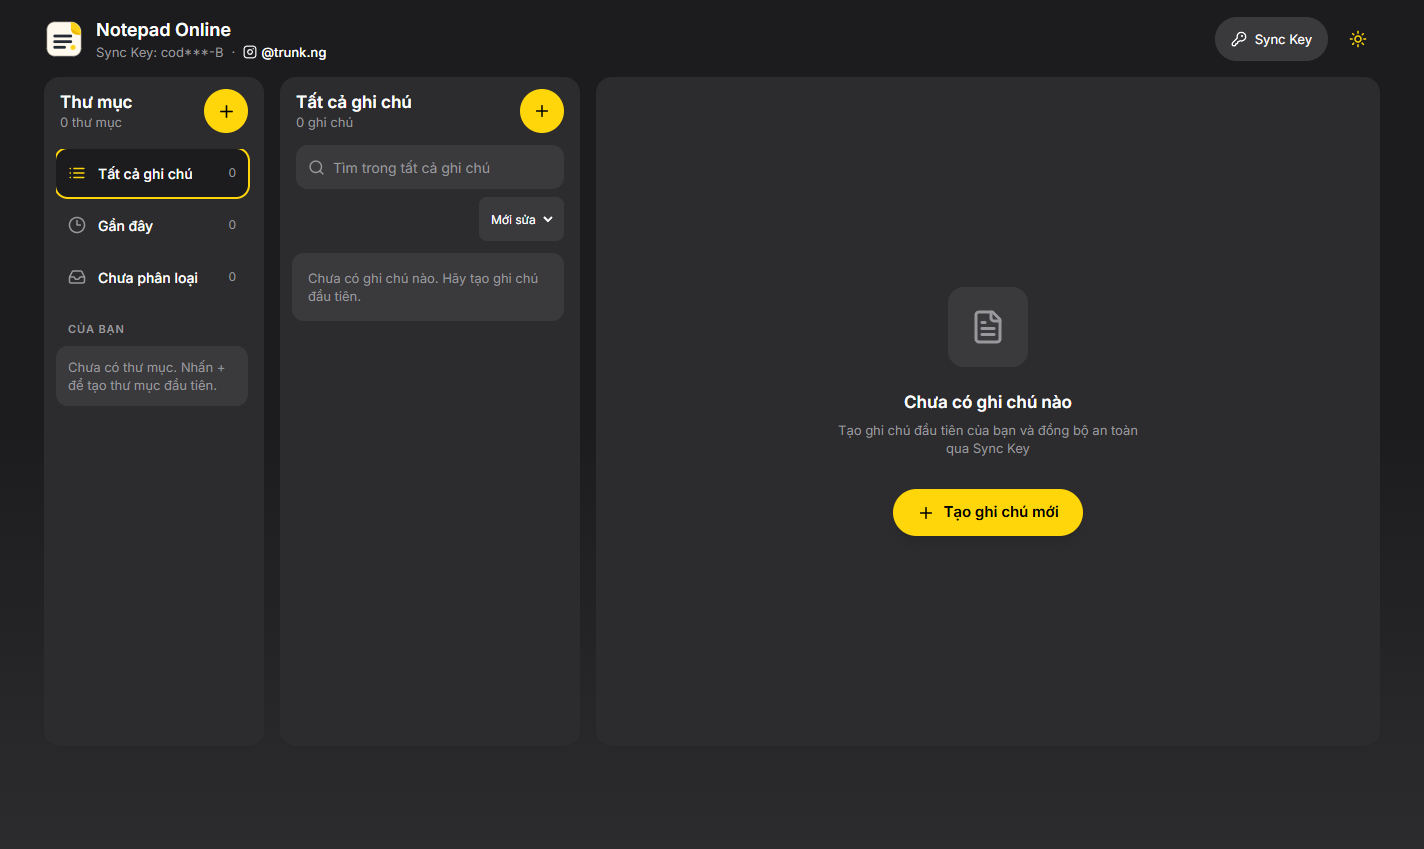 Notepad Online
Sync Key: cod***-B · @trunk.ng
Sync Key
Thư mục
0 thư mục
Tất cả ghi chú 0
Gần đây 0
Chưa phân loại 0
CỦA BẠN
Chưa có thư mục. Nhấn +
để tạo thư mục đầu tiên.
Tất cả ghi chú
0 ghi chú
Tìm trong tất cả ghi chú
Mới sửa
Chưa có ghi chú nào. Hãy tạo ghi chú
đầu tiên.
Chưa có ghi chú nào
Tạo ghi chú đầu tiên của bạn và đồng bộ an toàn
qua Sync Key
Tạo ghi chú mới